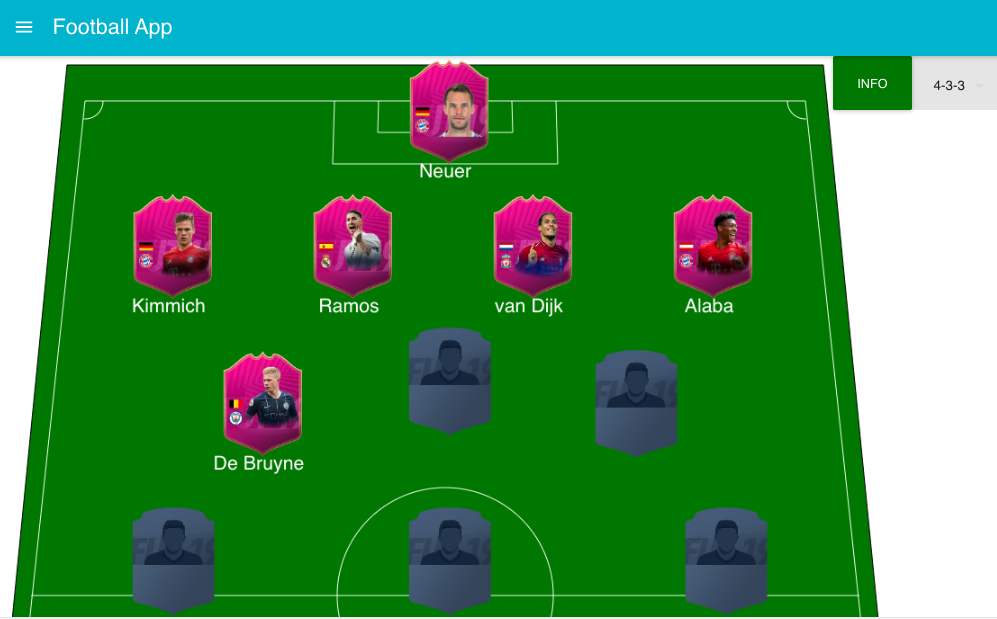 Football App
INFO
4-3-3
Neuer
Kimmich
Ramos
van Dijk
Alaba
De Bruyne